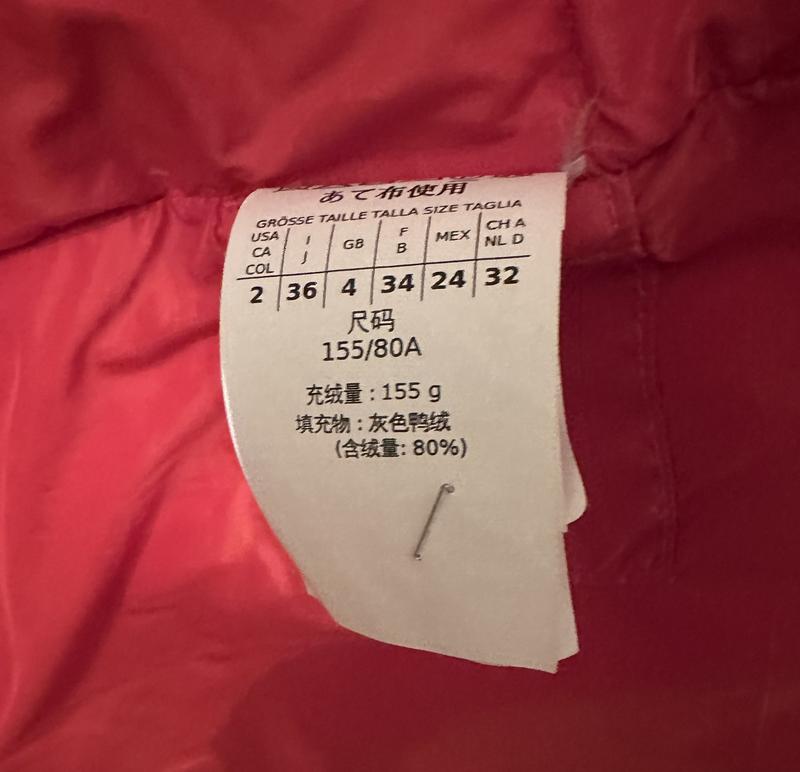 あて布使用
GRÖSSE TAILLE TALLA SIZE TAGLIA
USA CA COL | I J | GB | F B | MEX | CH A NL D
2 | 36 | 4 | 34 | 24 | 32
尺码
155/80A
充绒量：155 g
填充物：灰色鸭绒
(含绒量: 80%)